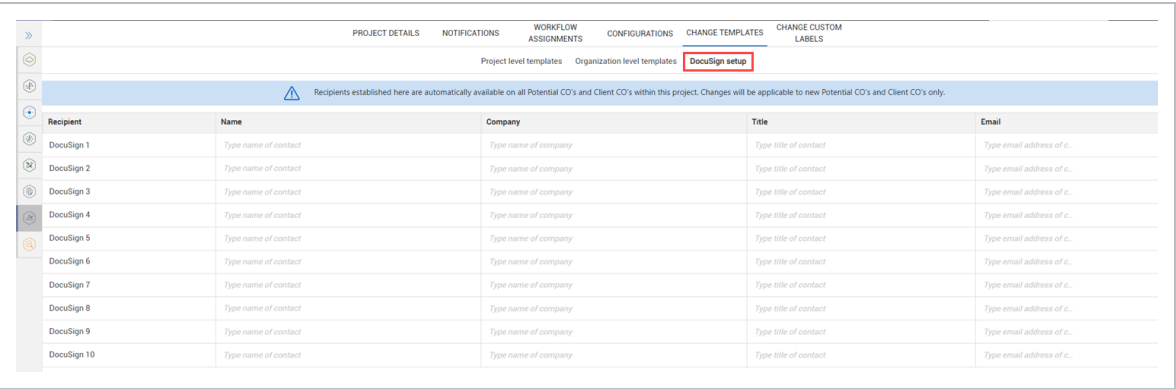 PROJECT DETAILS NOTIFICATIONS WORKFLOW ASSIGNMENTS CONFIGURATIONS CHANGE TEMPLATES CHANGE CUSTOM LABELS
Project level templates Organization level templates DocuSign setup
Recipients established here are automatically available on all Potential CO's and Client CO's within this project. Changes will be applicable to new Potential CO's and Client CO's only.
Recipient Name Company Title Email
DocuSign 1 Type name of contact Type name of company Type title of contact Type email address of c...
DocuSign 2 Type name of contact Type name of company Type title of contact Type email address of c...
DocuSign 3 Type name of contact Type name of company Type title of contact Type email address of c...
DocuSign 4 Type name of contact Type name of company Type title of contact Type email address of c...
DocuSign 5 Type name of contact Type name of company Type title of contact Type email address of c...
DocuSign 6 Type name of contact Type name of company Type title of contact Type email address of c...
DocuSign 7 Type name of contact Type name of company Type title of contact Type email address of c...
DocuSign 8 Type name of contact Type name of company Type title of contact Type email address of c...
DocuSign 9 Type name of contact Type name of company Type title of contact Type email address of c...
DocuSign 10 Type name of contact Type name of company Type title of contact Type email address of c...